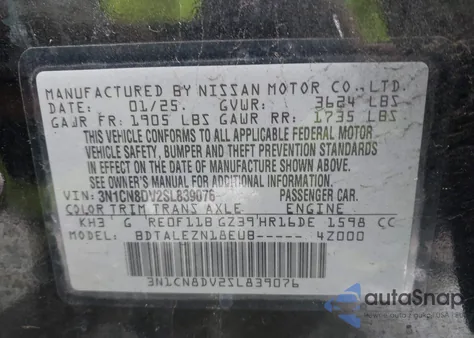 MANUFACTURED BY NISSAN MOTOR CO., LTD.
DATE: 01/25. GVWR: 3624 LBS
GAWR FR: 1905 LBS GAWR RR: 1735 LBS
THIS VEHICLE CONFORMS TO ALL APPLICABLE FEDERAL MOTOR
VEHICLE SAFETY, BUMPER AND THEFT PREVENTION STANDARDS
IN EFFECT ON THE DATE OF MANUFACTURE SHOWN ABOVE.
SEE OWNER'S MANUAL FOR ADDITIONAL INFORMATION.
VIN: 3N1CN8DV2SL839076 PASSENGER CAR.
COLOR TRIM TRANS AXLE ENGINE
KH3 G RE0F11B GZ39 HR16DE 1598 CC
MODEL: BDTALEZN18EUB----- 4Z000
3N1CN8DV2SL839076
autoSnap